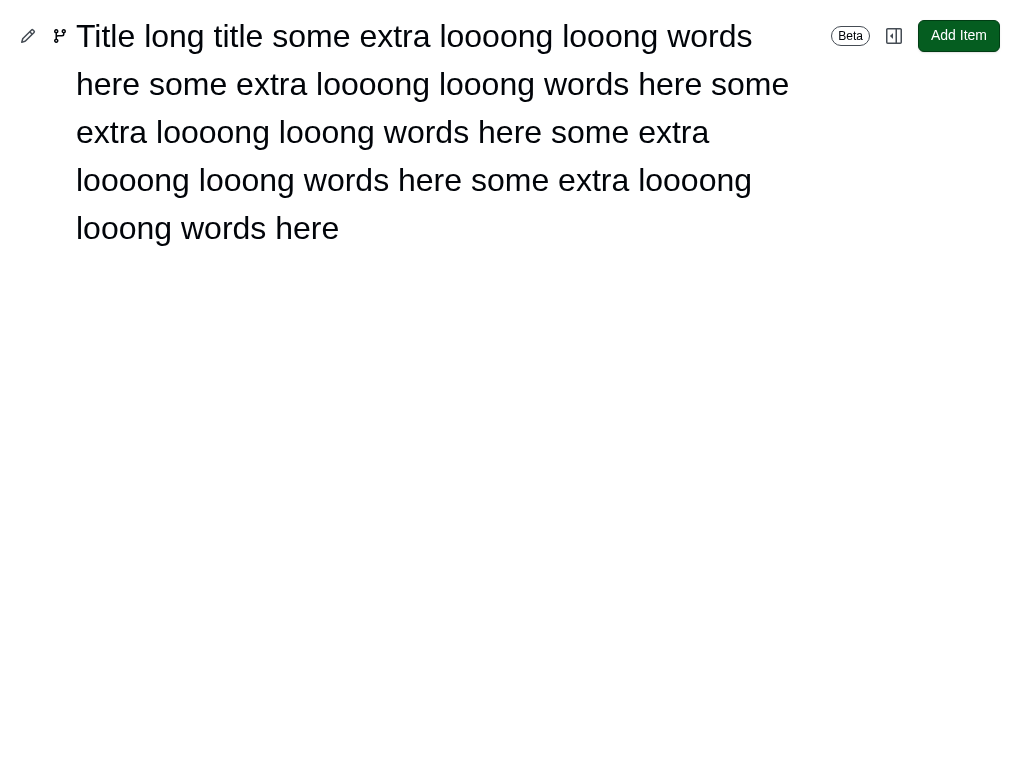 Title long title some extra loooong looong words
here some extra loooong looong words here some
extra loooong looong words here some extra
loooong looong words here some extra loooong
looong words here
Beta
Add Item